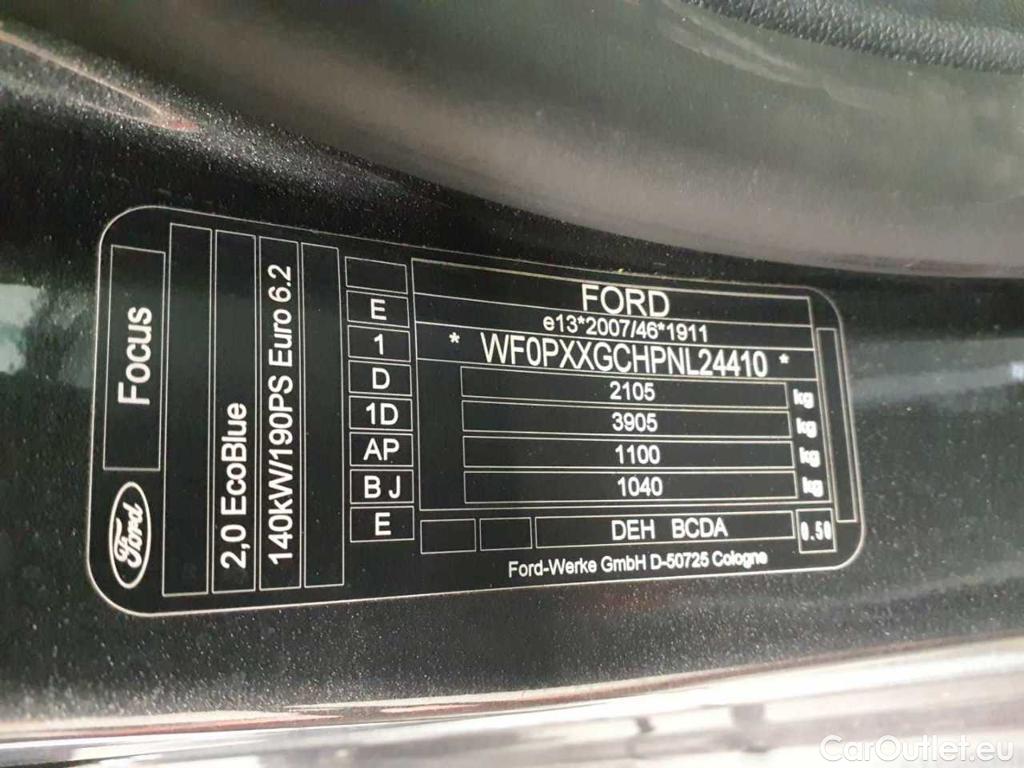 Focus
Ford
2,0 EcoBlue
140kW/190PS Euro 6.2
E
1
D
1D
AP
B J
E
FORD
e13*2007/46*1911
* WF0PXXGCHPNL24410 *
2105 kg
3905 kg
1100 kg
1040 kg
DEH BCDA 0.50
Ford-Werke GmbH D-50725 Cologne
CarOutlet.eu